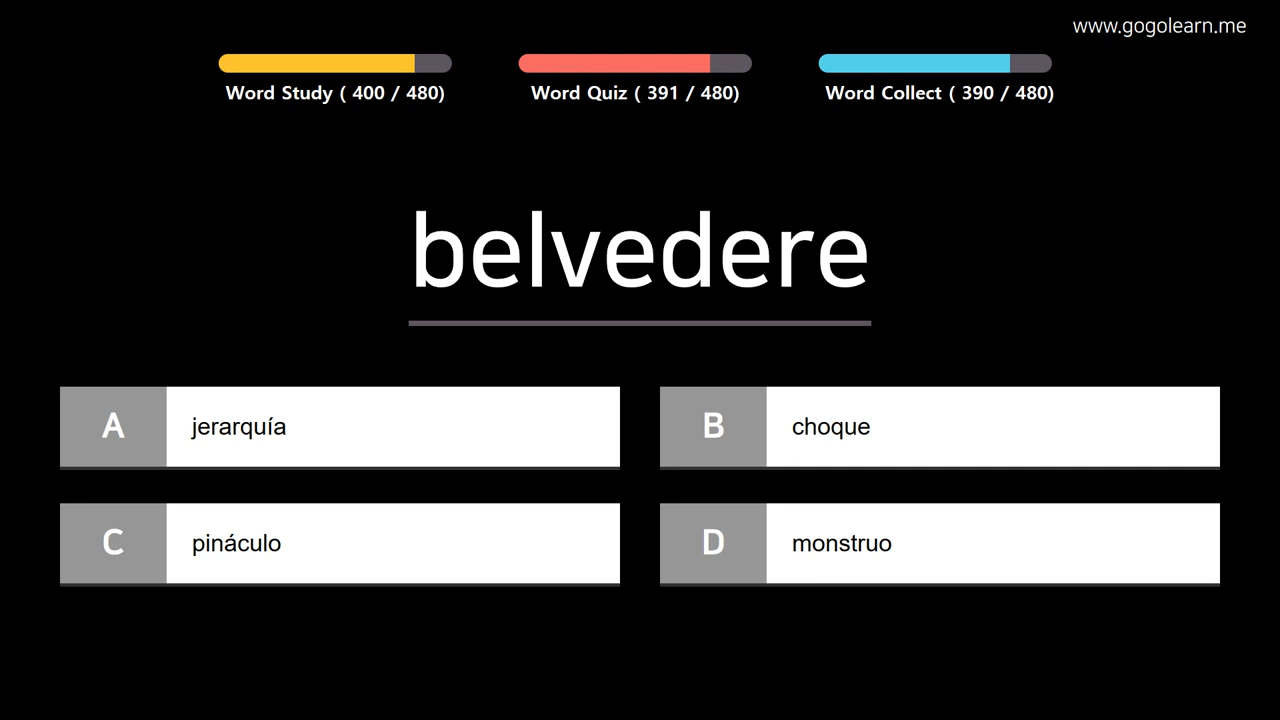 www.gogolearn.me
Word Study ( 400 / 480)
Word Quiz ( 391 / 480)
Word Collect ( 390 / 480)
belvedere
A jerarquía
B choque
C pináculo
D monstruo